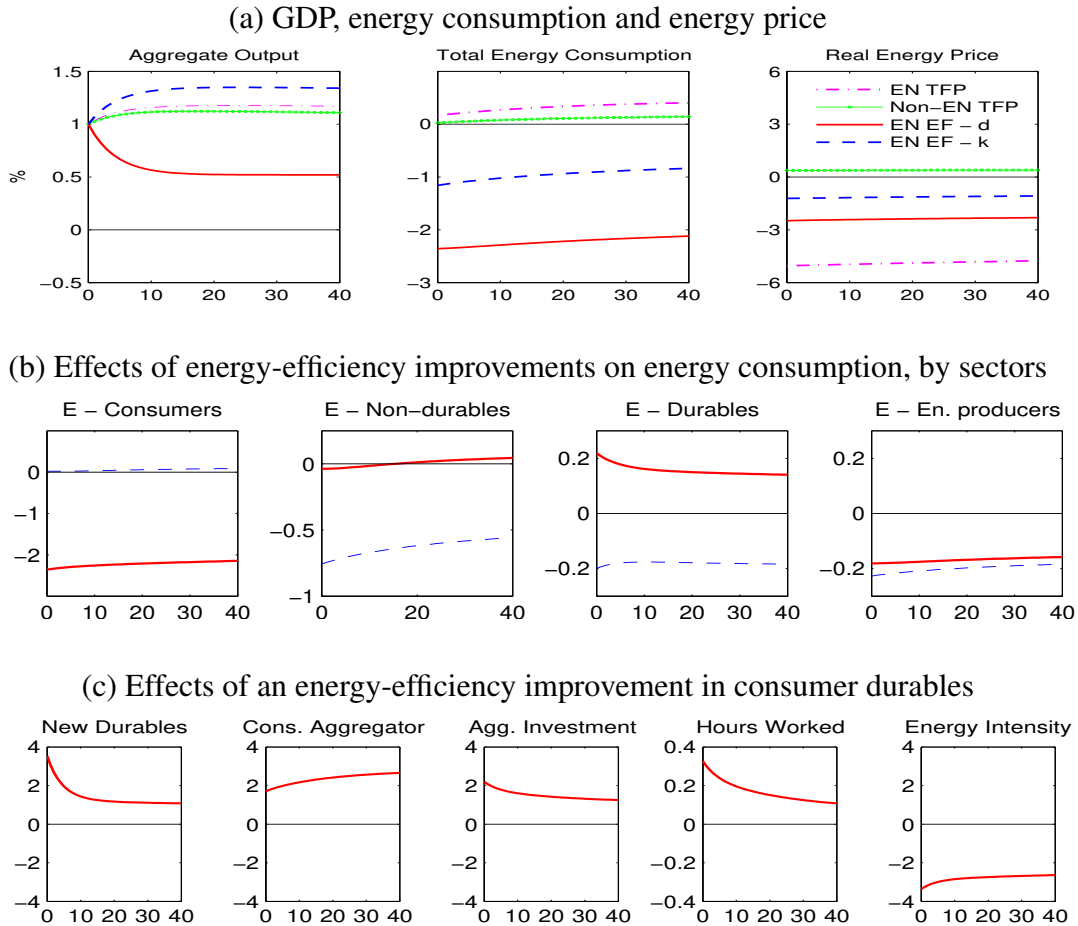 (a) GDP, energy consumption and energy price
Aggregate Output
Total Energy Consumption
Real Energy Price
%
1.5
1
0.5
0
−0.5
0 10 20 30 40
0
−1
−2
−3
0 10 20 30 40
6
3
0
−3
−6
0 10 20 30 40
EN TFP
Non−EN TFP
EN EF − d
EN EF − k
(b) Effects of energy-efficiency improvements on energy consumption, by sectors
E − Consumers
E − Non−durables
E − Durables
E − En. producers
0
−1
−2
0 10 20 30 40
0
−0.5
−1
0 20 40
0.2
0
−0.2
0 10 20 30 40
0.2
0
−0.2
0 10 20 30 40
(c) Effects of an energy-efficiency improvement in consumer durables
New Durables
Cons. Aggregator
Agg. Investment
Hours Worked
Energy Intensity
4
2
0
−2
−4
0 10 20 30 40
4
2
0
−2
−4
0 10 20 30 40
4
2
0
−2
−4
0 10 20 30 40
0.4
0.2
0
−0.2
−0.4
0 10 20 30 40
4
2
0
−2
−4
0 10 20 30 40